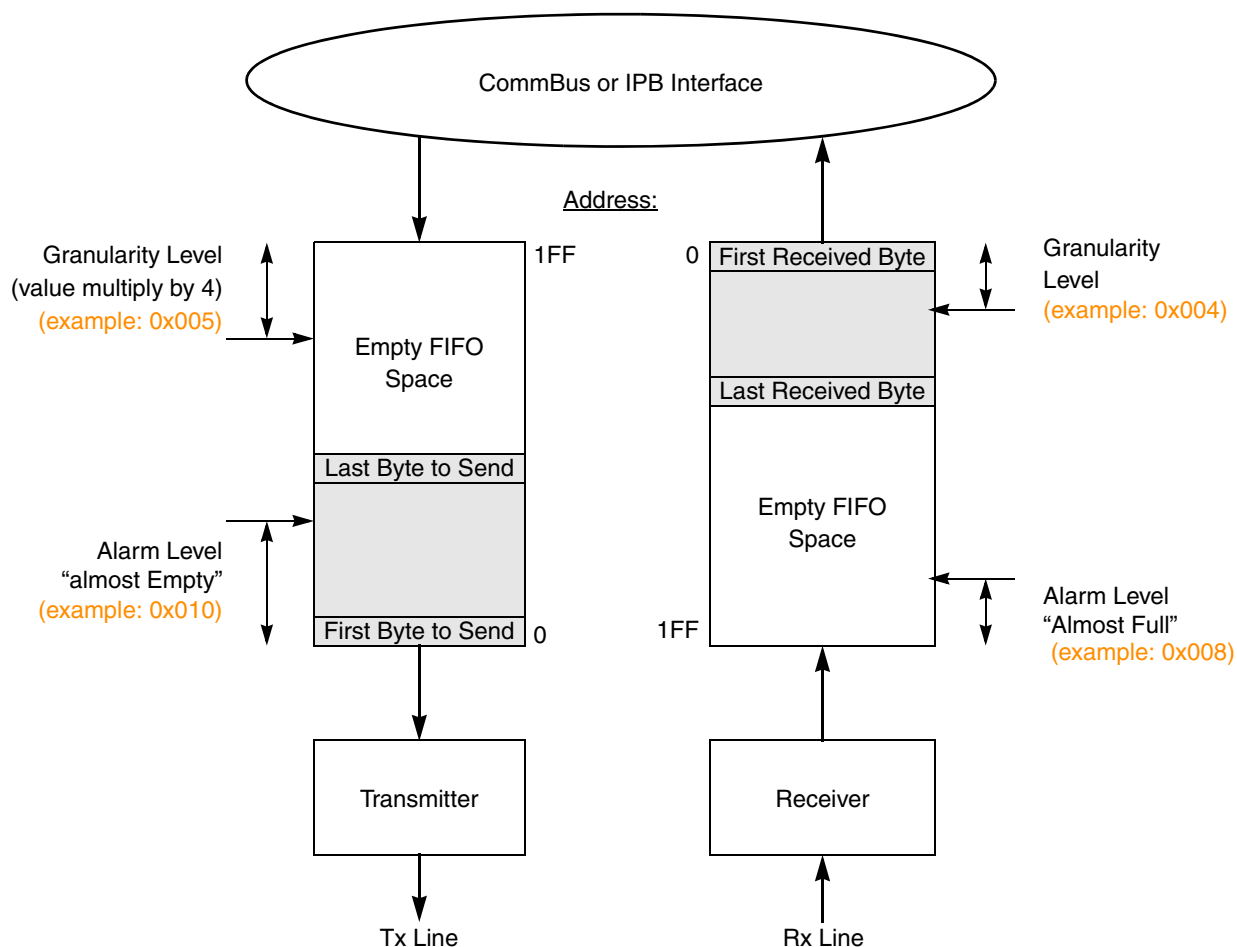 CommBus or IPB Interface
Address:
Granularity Level
(value multiply by 4)
(example: 0x005)
1FF
Empty FIFO
Space
Last Byte to Send
Alarm Level
“almost Empty”
(example: 0x010)
First Byte to Send
0
Transmitter
Tx Line
0
First Received Byte
Granularity
Level
(example: 0x004)
Last Received Byte
Empty FIFO
Space
1FF
Alarm Level
“Almost Full”
(example: 0x008)
Receiver
Rx Line